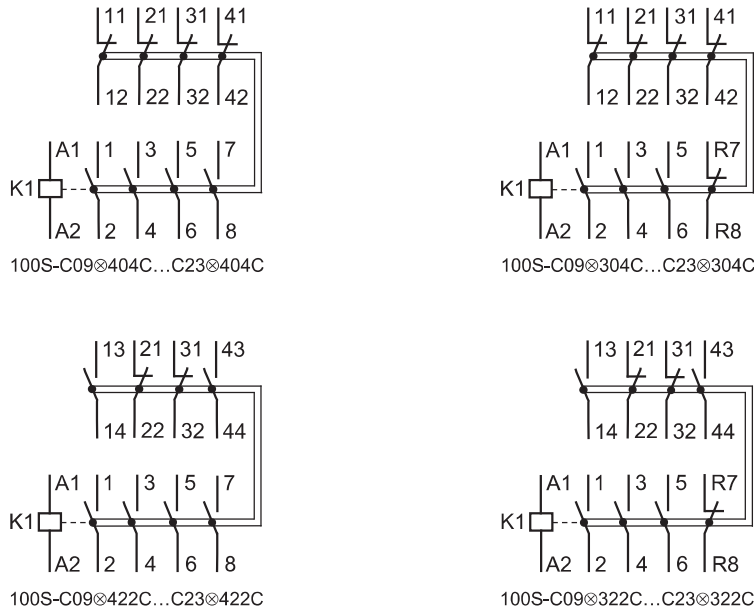 11 21 31 41
12 22 32 42
A1 1 3 5 7
K1
A2 2 4 6 8
100S-C09⊗404C...C23⊗404C
11 21 31 41
12 22 32 42
A1 1 3 5 R7
K1
A2 2 4 6 R8
100S-C09⊗304C...C23⊗304C
13 21 31 43
14 22 32 44
A1 1 3 5 7
K1
A2 2 4 6 8
100S-C09⊗422C...C23⊗422C
13 21 31 43
14 22 32 44
A1 1 3 5 R7
K1
A2 2 4 6 R8
100S-C09⊗322C...C23⊗322C